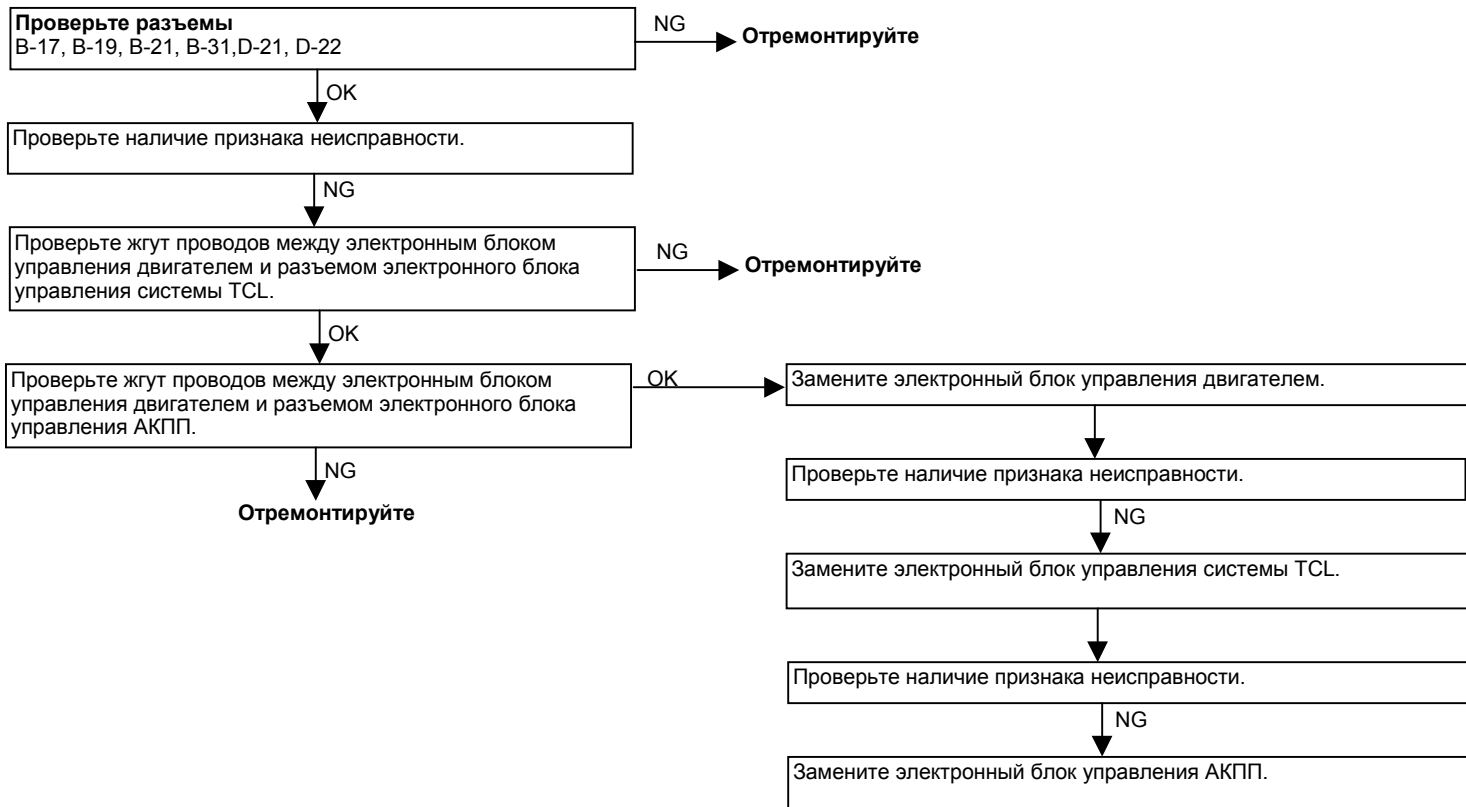 Проверьте разъемы
B-17, B-19, B-21, B-31,D-21, D-22
NG
Отремонтируйте
OK
Проверьте наличие признака неисправности.
NG
Проверьте жгут проводов между электронным блоком
управления двигателем и разъемом электронного блока
управления системы TCL.
NG
Отремонтируйте
OK
Проверьте жгут проводов между электронным блоком
управления двигателем и разъемом электронного блока
управления АКПП.
OK
Замените электронный блок управления двигателем.
NG
Отремонтируйте
Проверьте наличие признака неисправности.
NG
Замените электронный блок управления системы TCL.
Проверьте наличие признака неисправности.
NG
Замените электронный блок управления АКПП.